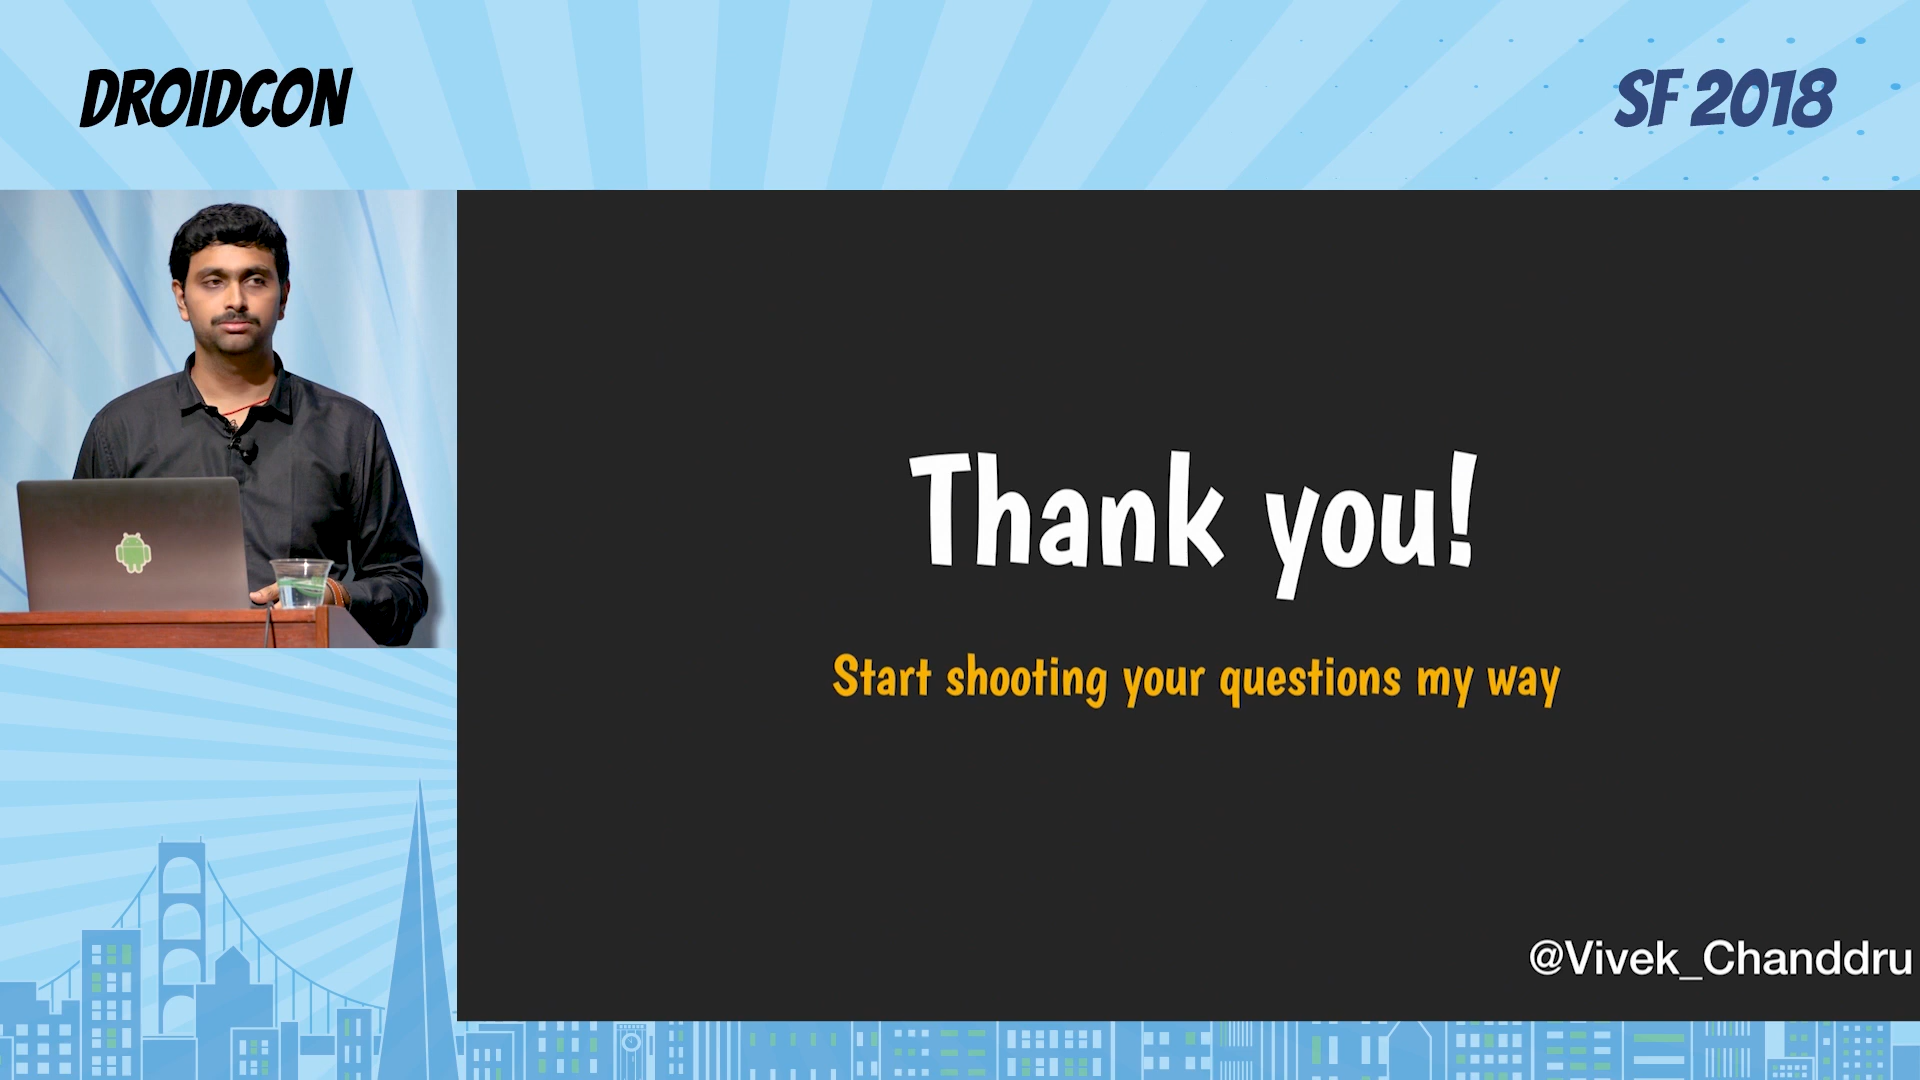 DROIDCON
SF 2018
Thank you!
Start shooting your questions my way
@Vivek_Chanddru